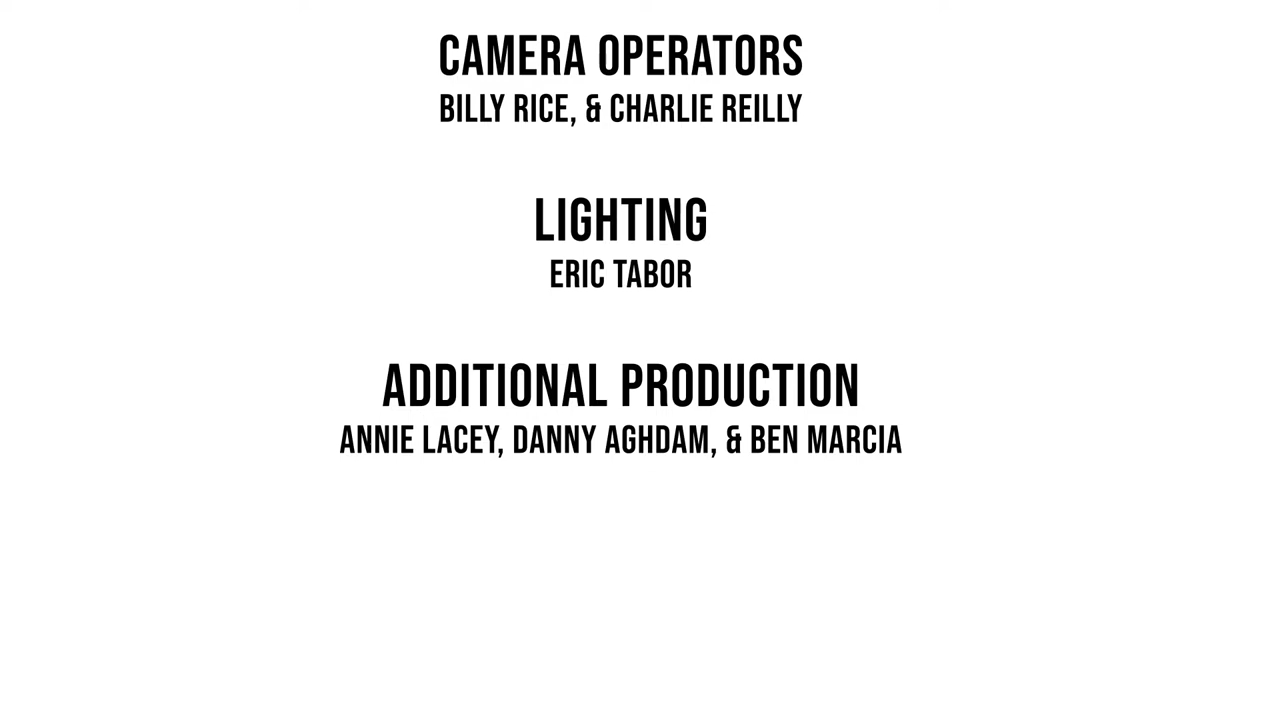 CAMERA OPERATORS
BILLY RICE, & CHARLIE REILLY
LIGHTING
ERIC TABOR
ADDITIONAL PRODUCTION
ANNIE LACEY, DANNY AGHDAM, & BEN MARCIA